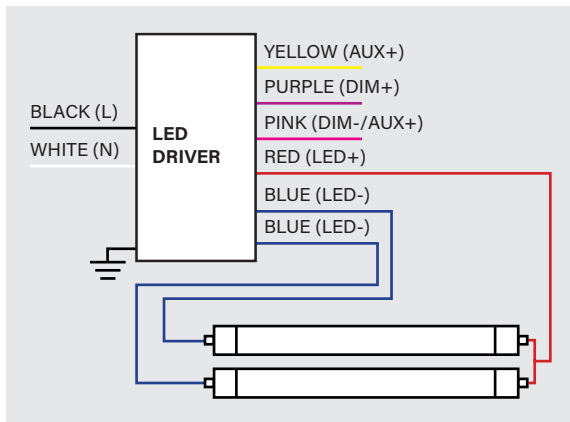 YELLOW (AUX+)
PURPLE (DIM+)
BLACK (L)
PINK (DIM-/AUX+)
LED
DRIVER
WHITE (N)
RED (LED+)
BLUE (LED-)
BLUE (LED-)